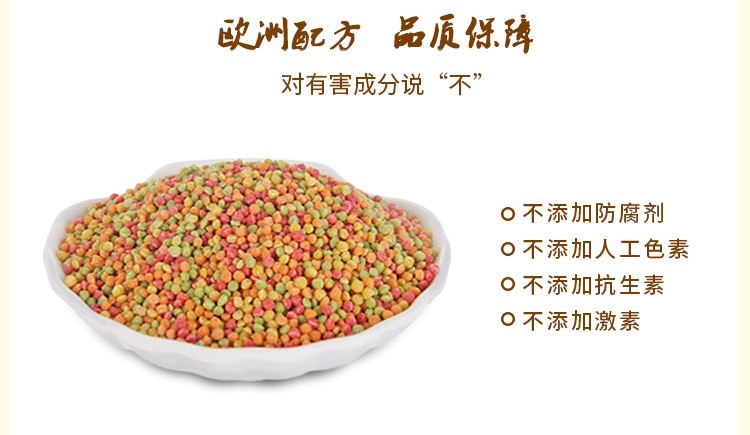 欧洲配方 品质保障
对有害成分说“不”
不添加防腐剂
不添加人工色素
不添加抗生素
不添加激素